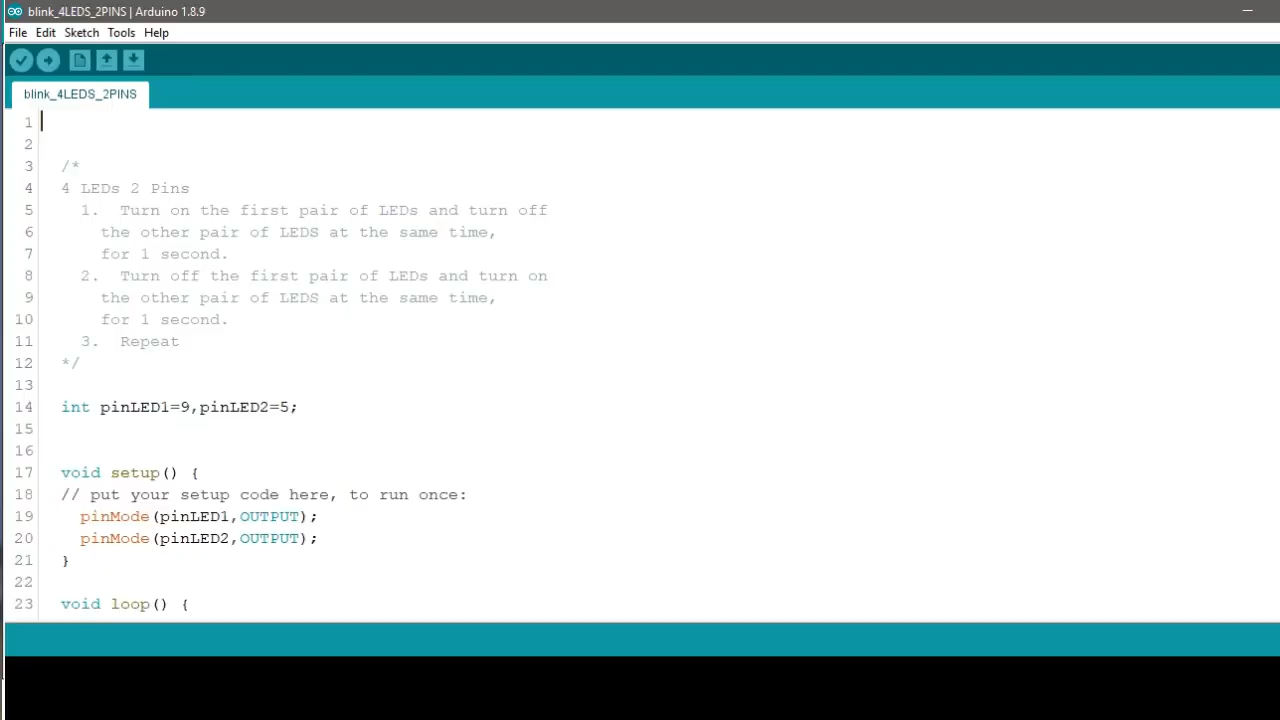 blink_4LEDS_2PINS | Arduino 1.8.9
File Edit Sketch Tools Help
blink_4LEDS_2PINS
1
2
3 /*
4 4 LEDs 2 Pins
5 1. Turn on the first pair of LEDs and turn off
6 the other pair of LEDS at the same time,
7 for 1 second.
8 2. Turn off the first pair of LEDs and turn on
9 the other pair of LEDS at the same time,
10 for 1 second.
11 3. Repeat
12 */
13
14 int pinLED1=9,pinLED2=5;
15
16
17 void setup() {
18 // put your setup code here, to run once:
19 pinMode(pinLED1,OUTPUT);
20 pinMode(pinLED2,OUTPUT);
21 }
22
23 void loop() {